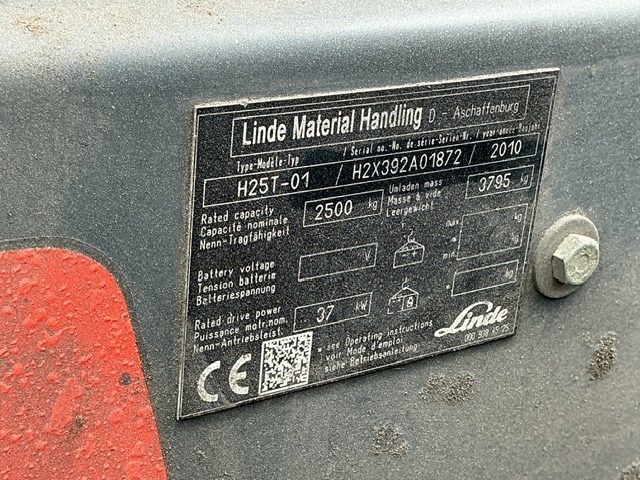 Linde Material Handling D - Aschaffenburg
Type-Modèle-Typ / Serial no.-No. de série-Serien-Nr. / year-année-Baujahr
H25T-01 / H2X392A01872 / 2010
Rated capacity
Capacité nominale
Nenn-Tragfähigkeit
2500 kg
Unladen mass
Masse à vide
Leergewicht
3795 kg
Battery voltage
Tension batterie
Batteriespannung
V
max kg
min. kg
Rated drive power
Puissance motri.nom.
Nenn-Antriebsleist.
37 kW
+ kg
* see Operating-instructions
voir Mode d'emploi
siehe Betriebsanleitung
Linde
CE